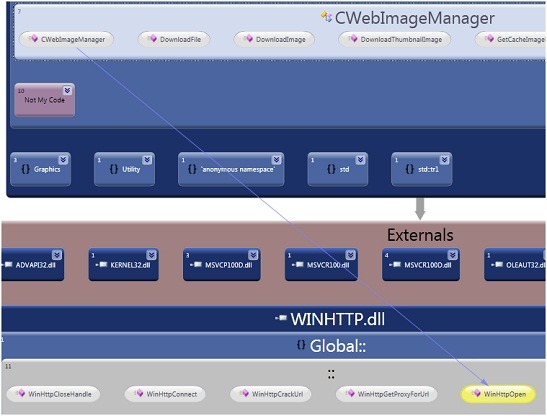 7
CWebImageManager
CWebImageManager
DownloadFile
DownloadImage
DownloadThumbnailImage
GetCacheImage
10
Not My Code
3
{} Graphics
1
{} Utility
1
{} 'anonymous namespace'
1
{} std
1
{} std::tr1
Externals
ADVAPI32.dll
1
KERNEL32.dll
3
MSVCP100D.dll
1
MSVCR100.dll
4
MSVCR100D.dll
1
OLEAUT32.dll
WINHTTP.dll
1
{} Global::
11
::
WinHttpCloseHandle
WinHttpConnect
WinHttpCrackUrl
WinHttpGetProxyForUrl
WinHttpOpen